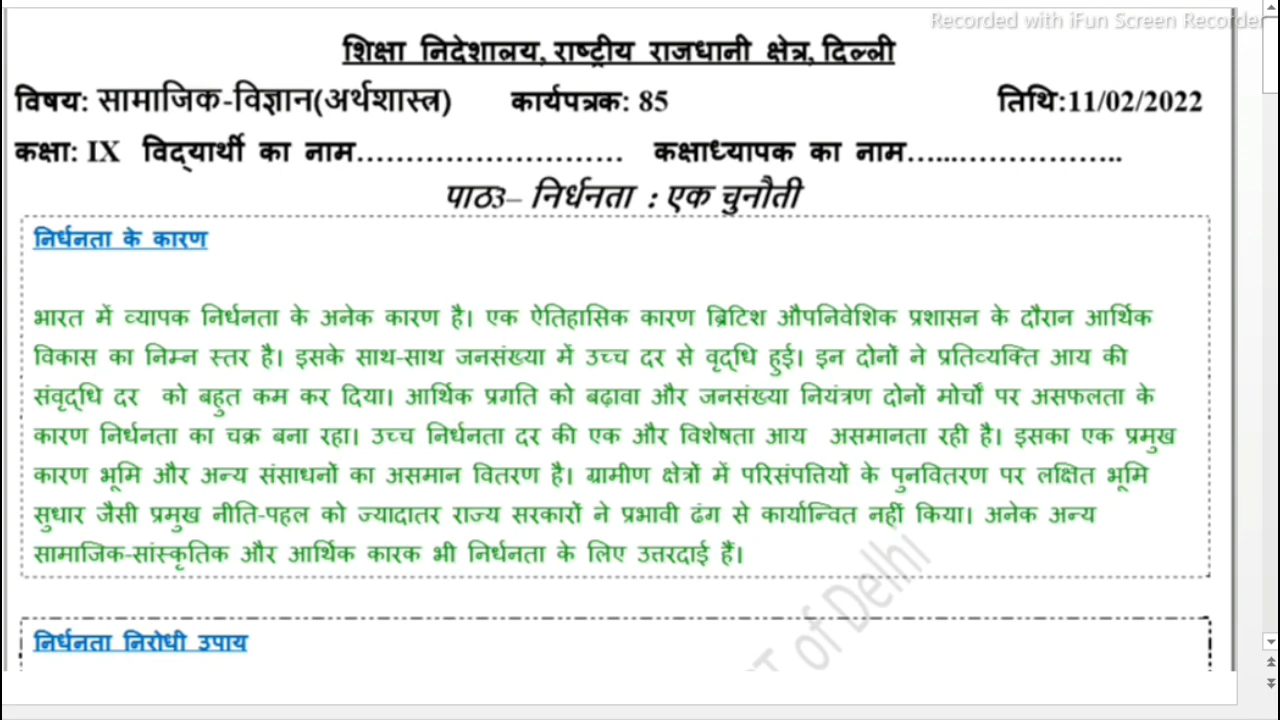 Recorded with iFun Screen Recorder
शिक्षा निदेशालय, राष्ट्रीय राजधानी क्षेत्र, दिल्ली
विषय: सामाजिक-विज्ञान(अर्थशास्त्र) कार्यपत्रक: 85 तिथि:11/02/2022
कक्षा: IX विद्यार्थी का नाम………………………. कक्षाध्यापक का नाम…...……………..
पाठ3– निर्धनता : एक चुनौती
निर्धनता के कारण
भारत में व्यापक निर्धनता के अनेक कारण है। एक ऐतिहासिक कारण ब्रिटिश औपनिवेशिक प्रशासन के दौरान आर्थिक
विकास का निम्न स्तर है। इसके साथ-साथ जनसंख्या में उच्च दर से वृद्धि हुई। इन दोनों ने प्रतिव्यक्ति आय की
संवृद्धि दर को बहुत कम कर दिया। आर्थिक प्रगति को बढ़ावा और जनसंख्या नियंत्रण दोनों मोर्चों पर असफलता के
कारण निर्धनता का चक्र बना रहा। उच्च निर्धनता दर की एक और विशेषता आय असमानता रही है। इसका एक प्रमुख
कारण भूमि और अन्य संसाधनों का असमान वितरण है। ग्रामीण क्षेत्रों में परिसंपत्तियों के पुनवितरण पर लक्षित भूमि
सुधार जैसी प्रमुख नीति-पहल को ज्यादातर राज्य सरकारों ने प्रभावी ढंग से कार्यान्वित नहीं किया। अनेक अन्य
सामाजिक-सांस्कृतिक और आर्थिक कारक भी निर्धनता के लिए उत्तरदाई हैं।
of Delhi
निर्धनता निरोधी उपाय